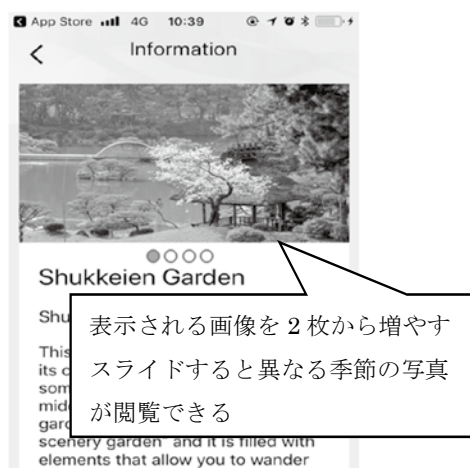 App Store 4G 10:39
Information
Shukkeien Garden
Shu
This
its c
som
midd
gard
scenery garden" and it is filled with
elements that allow you to wander
表示される画像を2枚から増やす
スライドすると異なる季節の写真
が閲覧できる